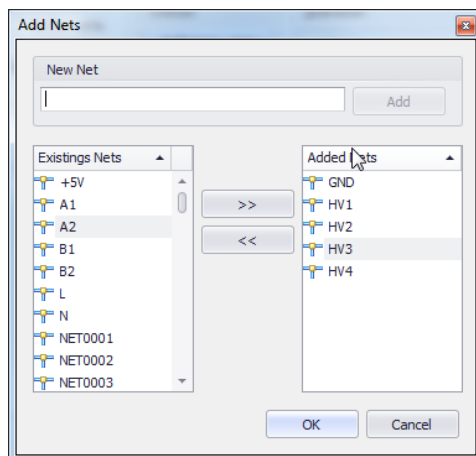 Add Nets
New Net
Add
Existings Nets
+5V
A1
A2
B1
B2
L
N
NET0001
NET0002
NET0003
>>
<<
Added Nets
GND
HV1
HV2
HV3
HV4
OK
Cancel